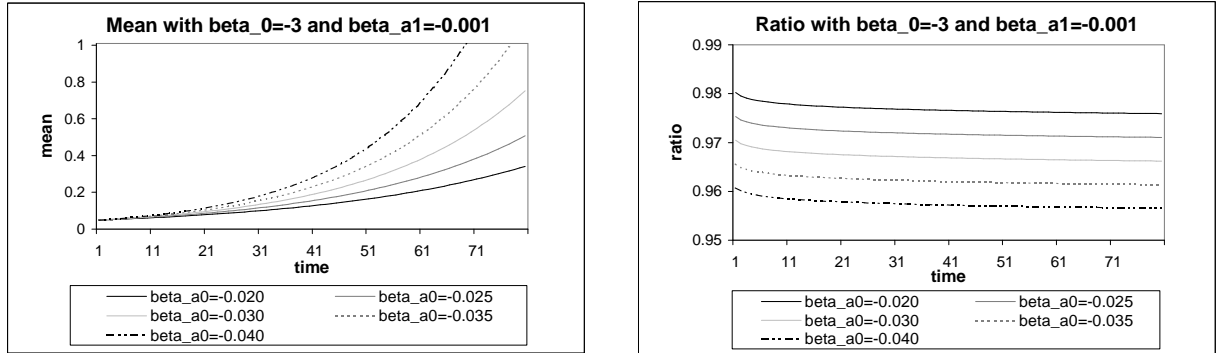 Mean with beta_0=-3 and beta_a1=-0.001
1
0.8
0.6
0.4
0.2
0
mean
1 11 21 31 41 51 61 71
time
beta_a0=-0.020 beta_a0=-0.025
beta_a0=-0.030 beta_a0=-0.035
beta_a0=-0.040
Ratio with beta_0=-3 and beta_a1=-0.001
0.99
0.98
0.97
0.96
0.95
ratio
1 11 21 31 41 51 61 71
time
beta_a0=-0.020 beta_a0=-0.025
beta_a0=-0.030 beta_a0=-0.035
beta_a0=-0.040